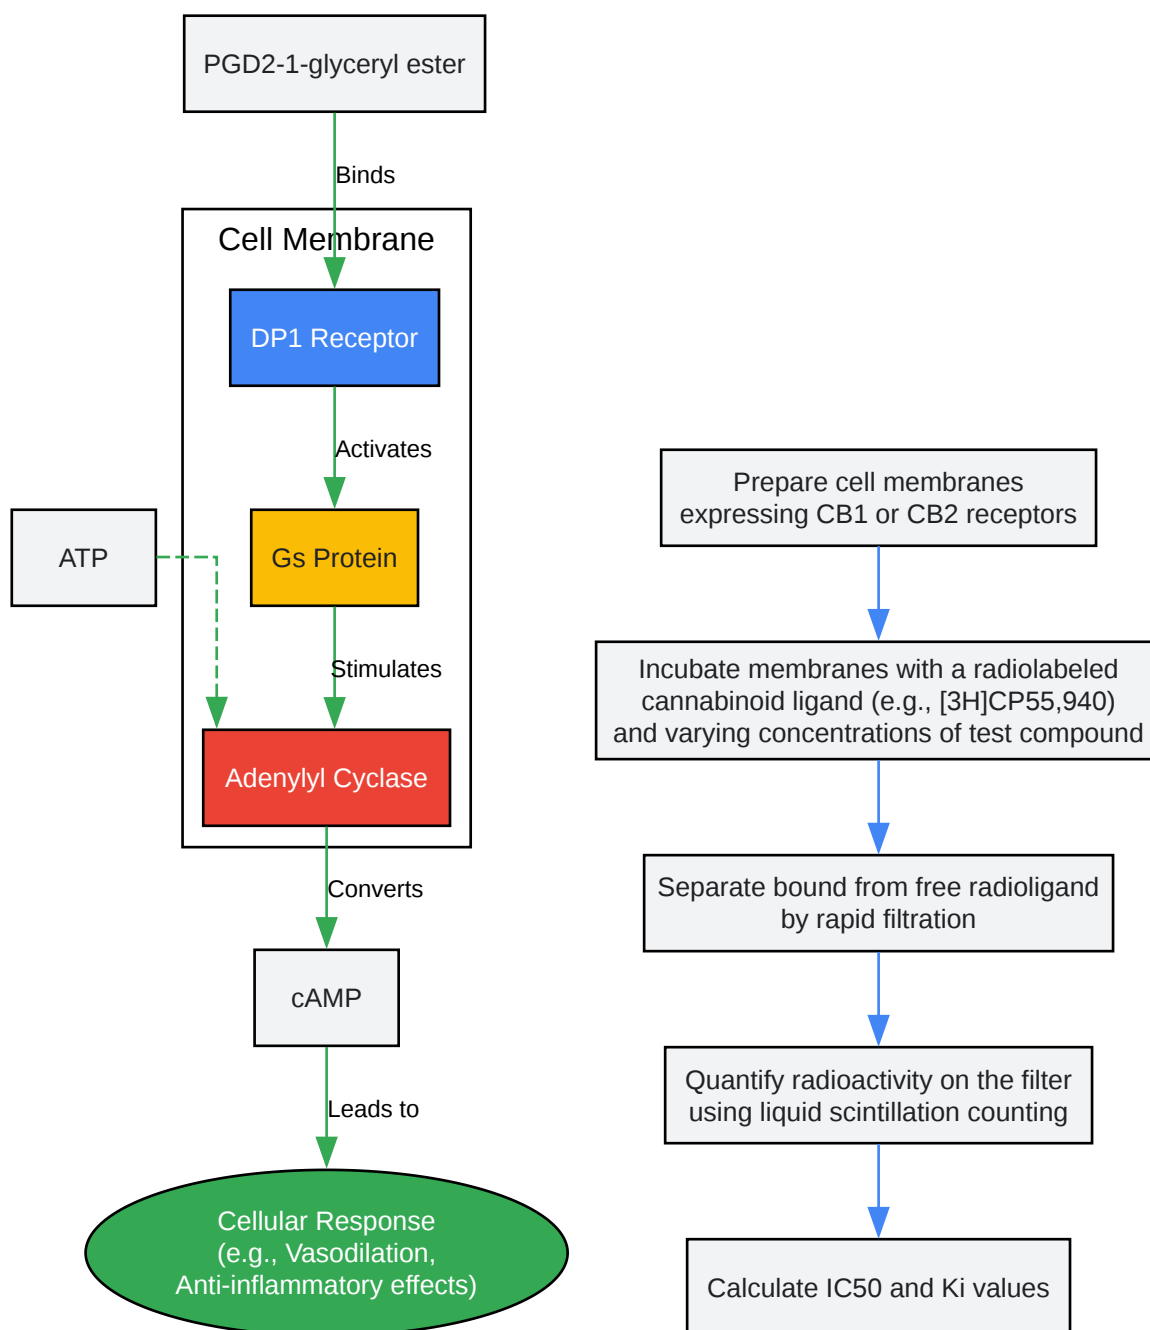 PGD2-1-glyceryl ester
Binds
Cell Membrane
DP1 Receptor
Activates
ATP
Gs Protein
Stimulates
Adenylyl Cyclase
Converts
cAMP
Leads to
Cellular Response
(e.g., Vasodilation,
Anti-inflammatory effects)
Prepare cell membranes
expressing CB1 or CB2 receptors
Incubate membranes with a radiolabeled
cannabinoid ligand (e.g., [3H]CP55,940)
and varying concentrations of test compound
Separate bound from free radioligand
by rapid filtration
Quantify radioactivity on the filter
using liquid scintillation counting
Calculate IC50 and Ki values